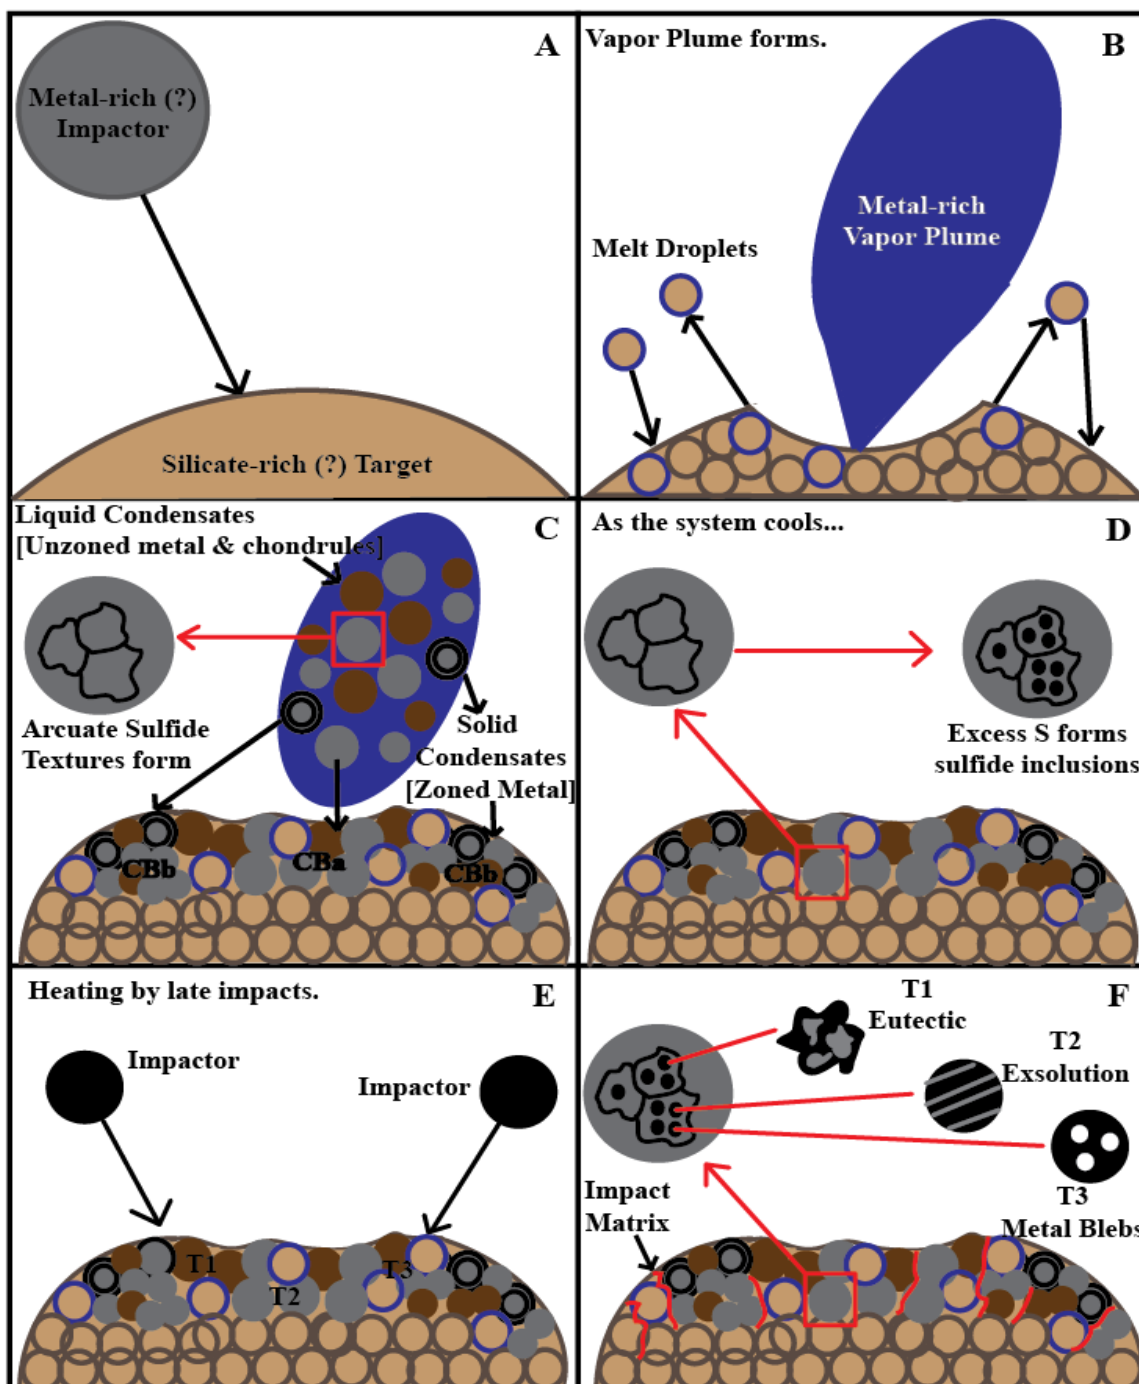 A
Metal-rich (?)
Impactor
Silicate-rich (?) Target
Vapor Plume forms.
B
Metal-rich
Vapor Plume
Melt Droplets
Liquid Condensates
[Unzoned metal & chondrules]
C
Arcuate Sulfide
Textures form
Solid
Condensates
[Zoned Metal]
CBb
CBa
CBb
As the system cools...
D
Excess S forms
sulfide inclusions
Heating by late impacts.
E
Impactor
Impactor
T1
T2
T3
F
T1
Eutectic
T2
Exsolution
T3
Metal Blebs
Impact
Matrix